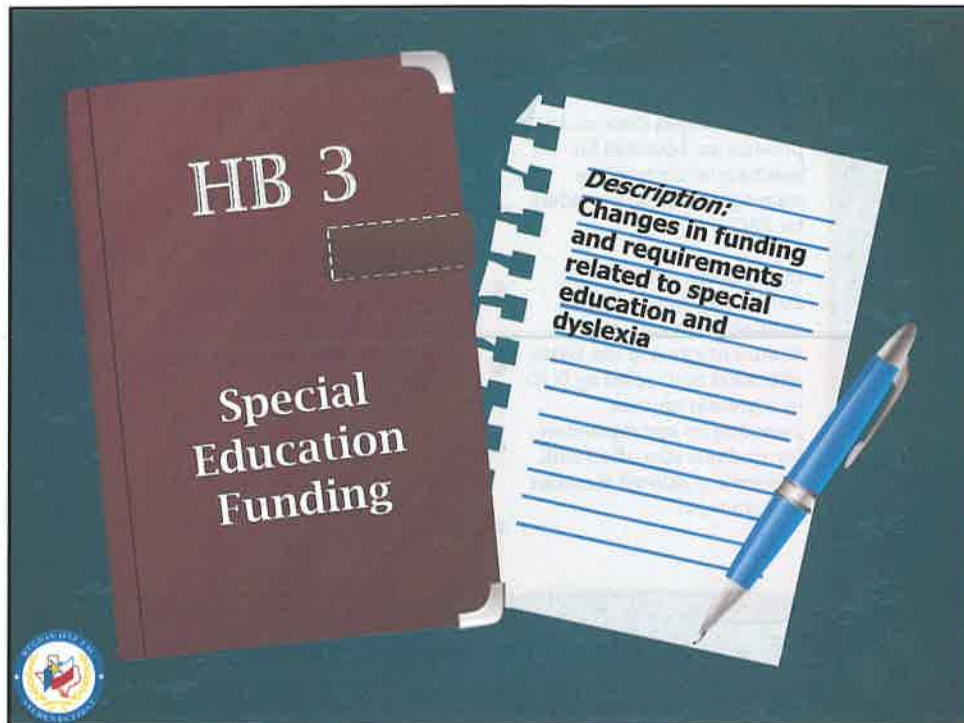 HB 3
Special
Education
Funding
Description:
Changes in funding
and requirements
related to special
education and
dyslexia